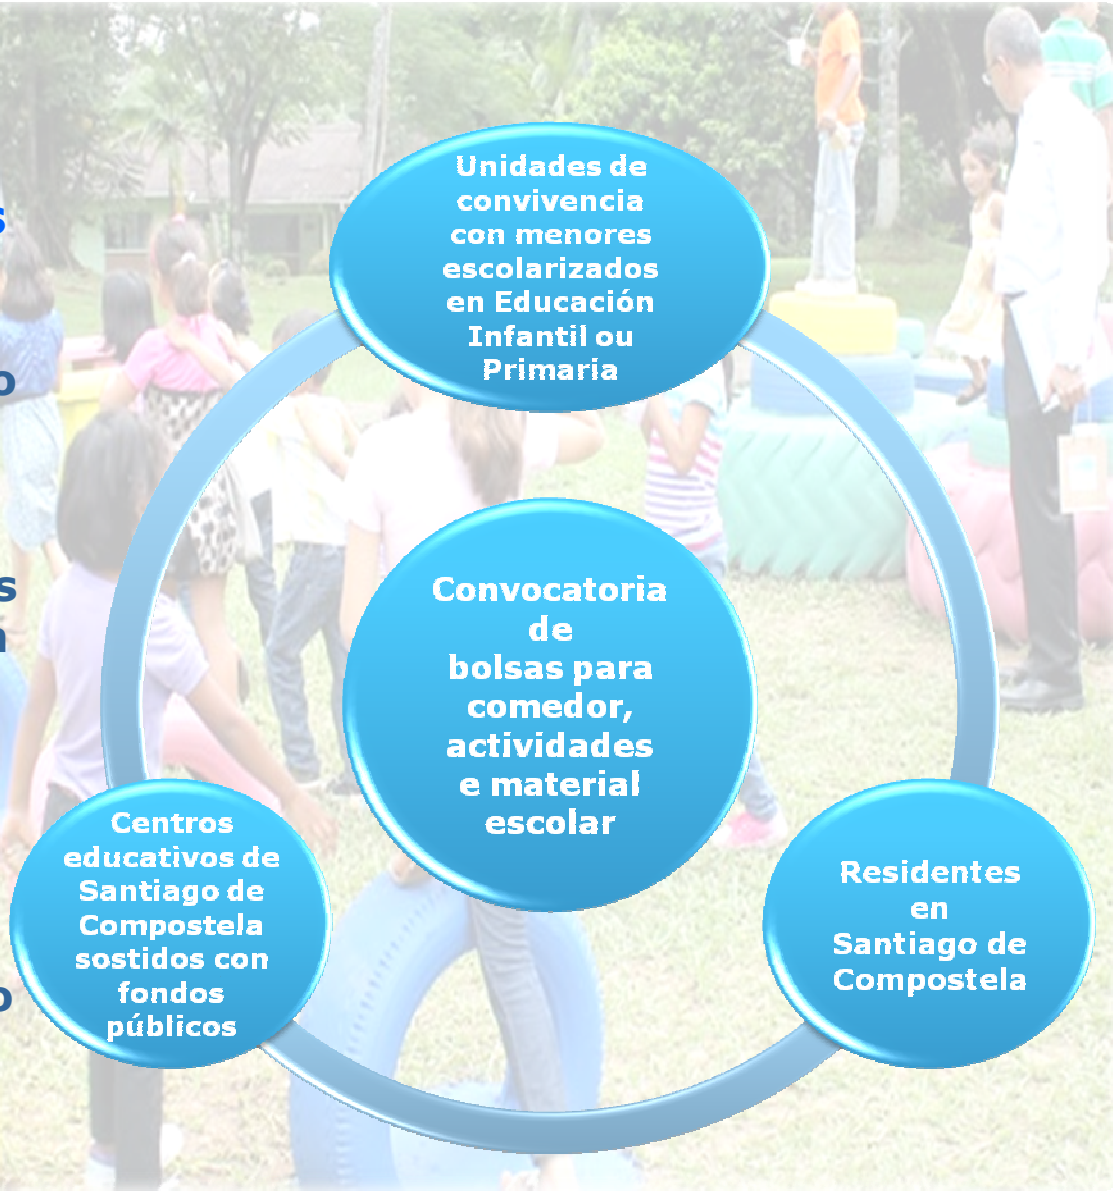 Unidades de
convivencia
con menores
escolarizados
en Educación
Infantil ou
Primaria
Convocatoria
de
bolsas para
comedor,
actividades
e material
escolar
Centros
educativos de
Santiago de
Compostela
sostidos con
fondos
públicos
Residentes
en
Santiago de
Compostela